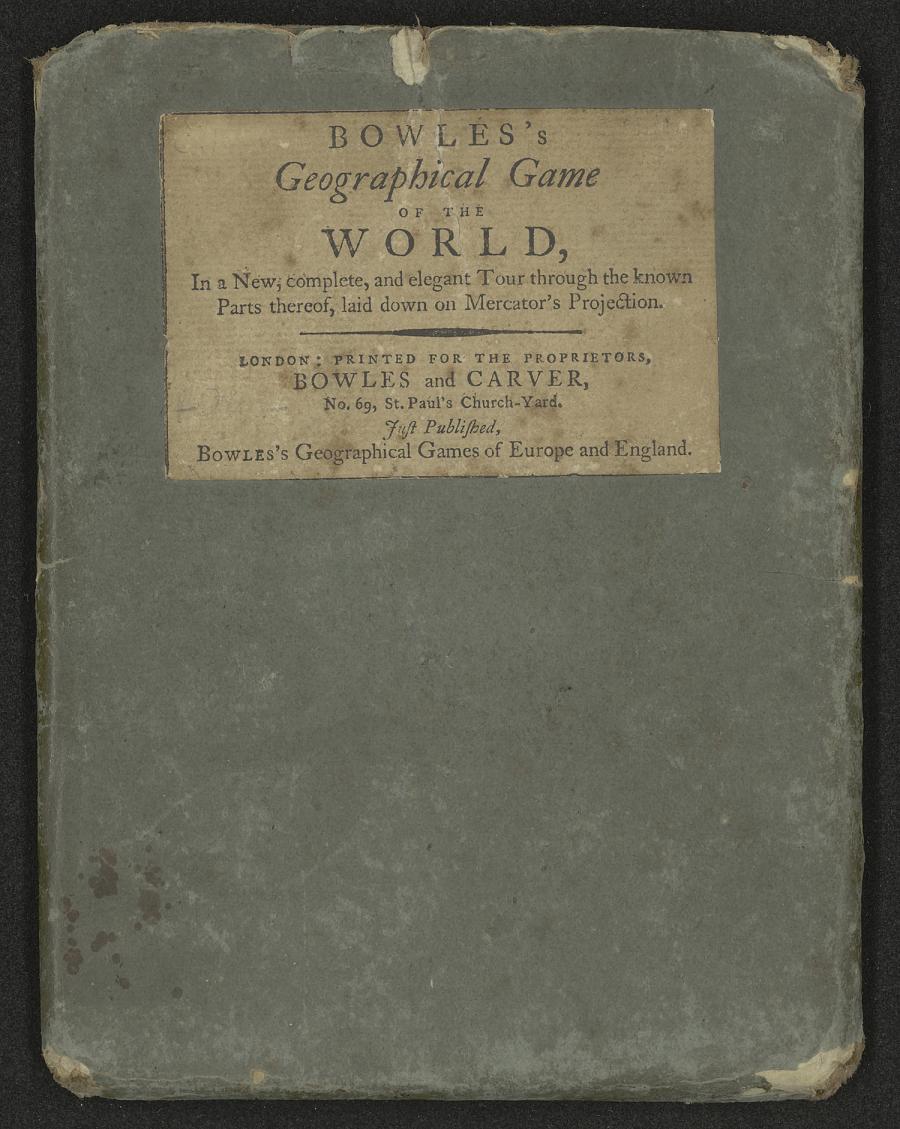 BOWLES's
Geographical Game
OF THE
WORLD,
In a New, complete, and elegant Tour through the known
Parts thereof, laid down on Mercator's Projection.
LONDON: PRINTED FOR THE PROPRIETORS,
BOWLES and CARVER,
No. 69, St. Paul's Church-Yard.
Juſt Publiſhed,
BOWLES's Geographical Games of Europe and England.